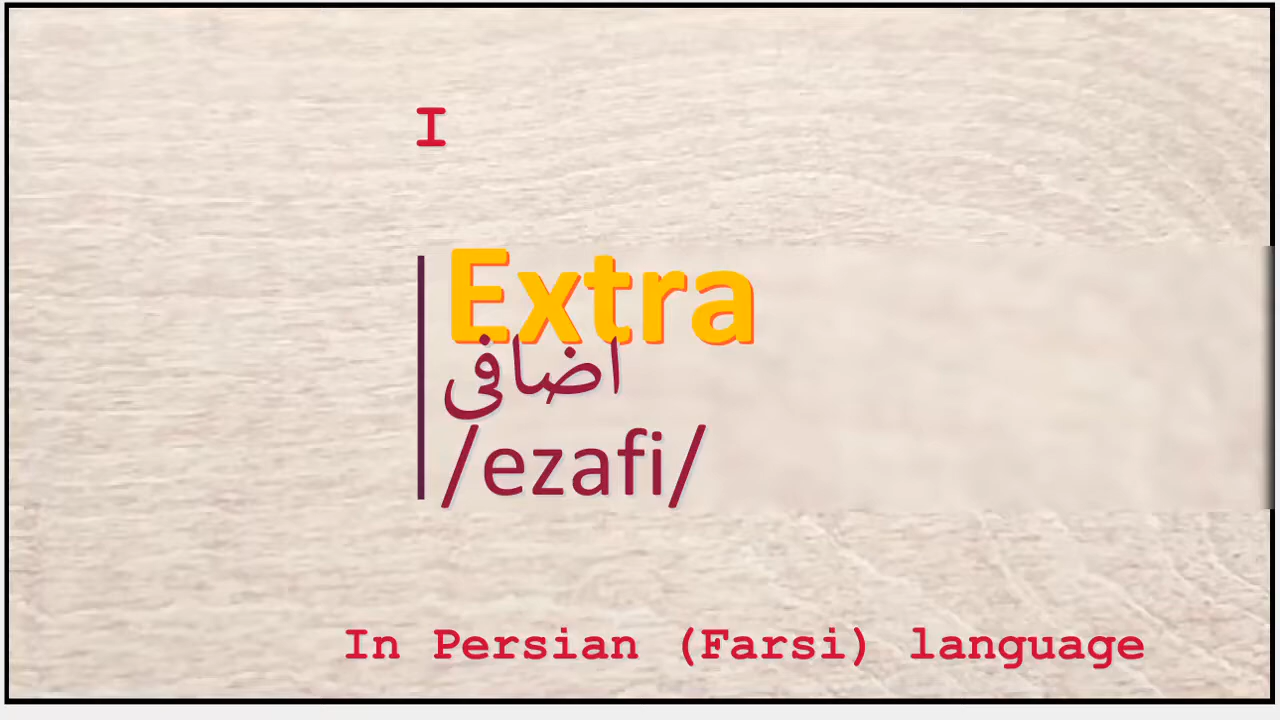 I
Extra
اضافی
/ezafi/
In Persian (Farsi) language